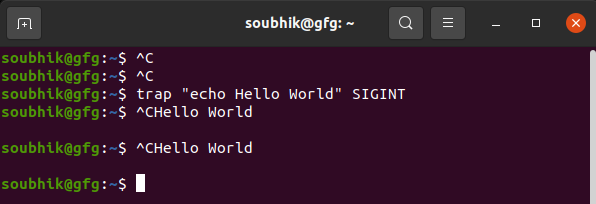 soubhik@gfg: ~
soubhik@gfg:~$ ^C
soubhik@gfg:~$ ^C
soubhik@gfg:~$ trap "echo Hello World" SIGINT
soubhik@gfg:~$ ^CHello World
soubhik@gfg:~$ ^CHello World
soubhik@gfg:~$